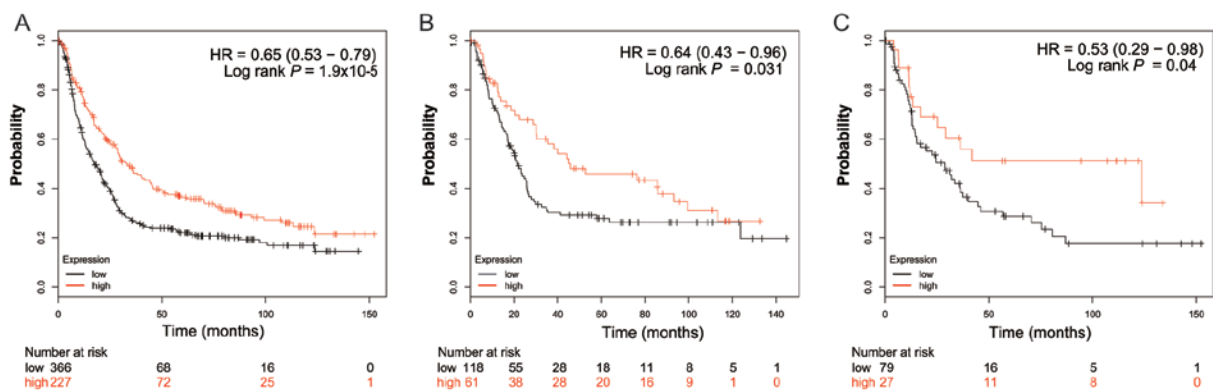 A
HR = 0.65 (0.53 – 0.79)
Log rank P = 1.9x10-5
Probability
1.0
0.8
0.6
0.4
0.2
0.0
Expression
low
high
0 50 100 150
Time (months)
Number at risk
low 366 68 16 0
high 227 72 25 1
B
HR = 0.64 (0.43 – 0.96)
Log rank P = 0.031
Probability
1.0
0.8
0.6
0.4
0.2
0.0
Expression
low
high
0 20 40 60 80 100 120 140
Time (months)
Number at risk
low 118 55 28 18 11 8 5 1
high 61 38 28 20 16 9 1 0
C
HR = 0.53 (0.29 – 0.98)
Log rank P = 0.04
Probability
1.0
0.8
0.6
0.4
0.2
0.0
Expression
low
high
0 50 100 150
Time (months)
Number at risk
low 79 16 5 1
high 27 11 8 0